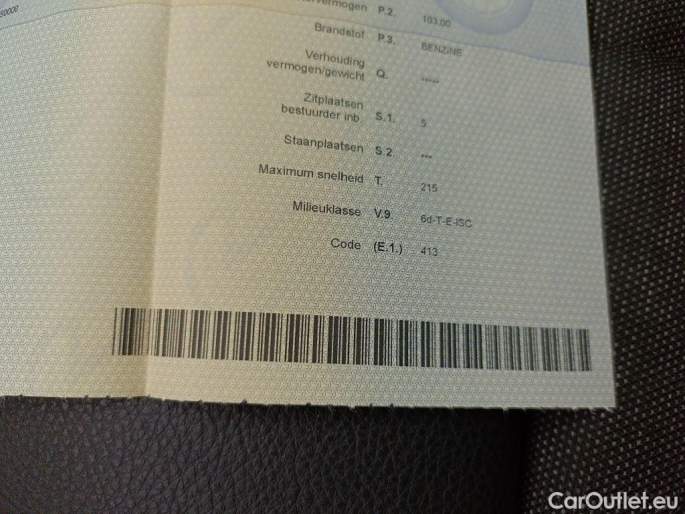 50000
vermogen P.2. 103.00
Brandstof P.3. BENZINE
Verhouding
vermogen/gewicht Q. -----
Zitplaatsen
bestuurder inb. S.1. 5
Staanplaatsen S.2 ---
Maximum snelheid T. 215
Milieuklasse V.9. 6d-T-E-ISC
Code (E.1.) 413
CarOutlet.eu